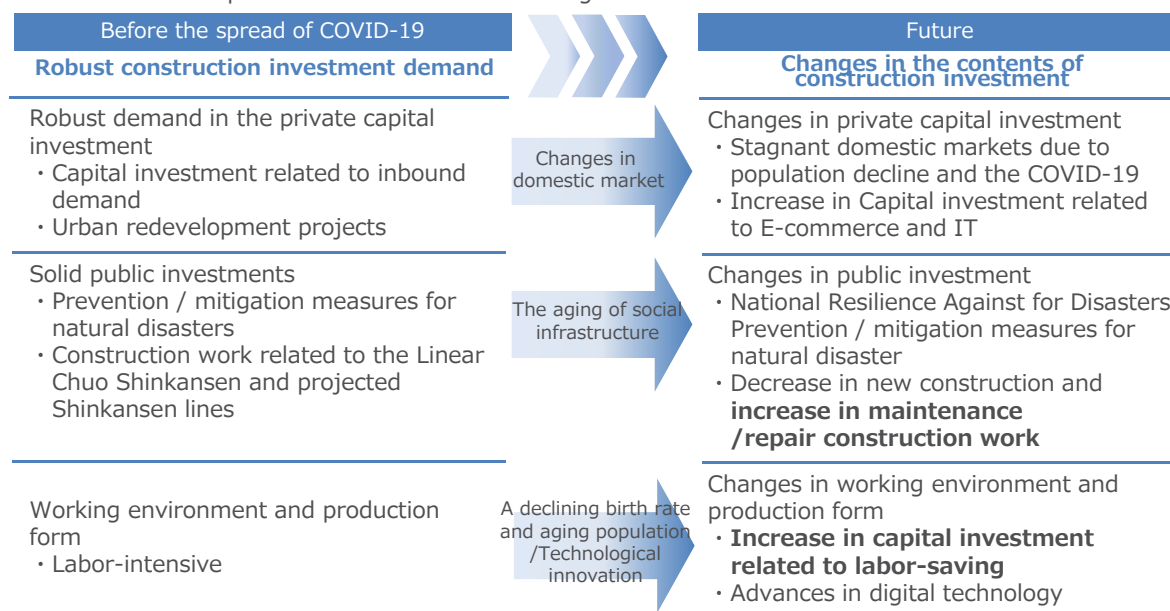 Before the spread of COVID-19
Future
Robust construction investment demand
Changes in the contents of
construction investment
Robust demand in the private capital
investment
・Capital investment related to inbound
demand
・Urban redevelopment projects
Changes in
domestic market
Changes in private capital investment
・Stagnant domestic markets due to
population decline and the COVID-19
・Increase in Capital investment related
to E-commerce and IT
Solid public investments
・Prevention / mitigation measures for
natural disasters
・Construction work related to the Linear
Chuo Shinkansen and projected
Shinkansen lines
The aging of social
infrastructure
Changes in public investment
・National Resilience Against for Disasters
Prevention / mitigation measures for
natural disaster
・Decrease in new construction and
increase in maintenance
/repair construction work
Working environment and production
form
・Labor-intensive
A declining birth rate
and aging population
/Technological
innovation
Changes in working environment and
production form
・Increase in capital investment
related to labor-saving
・Advances in digital technology